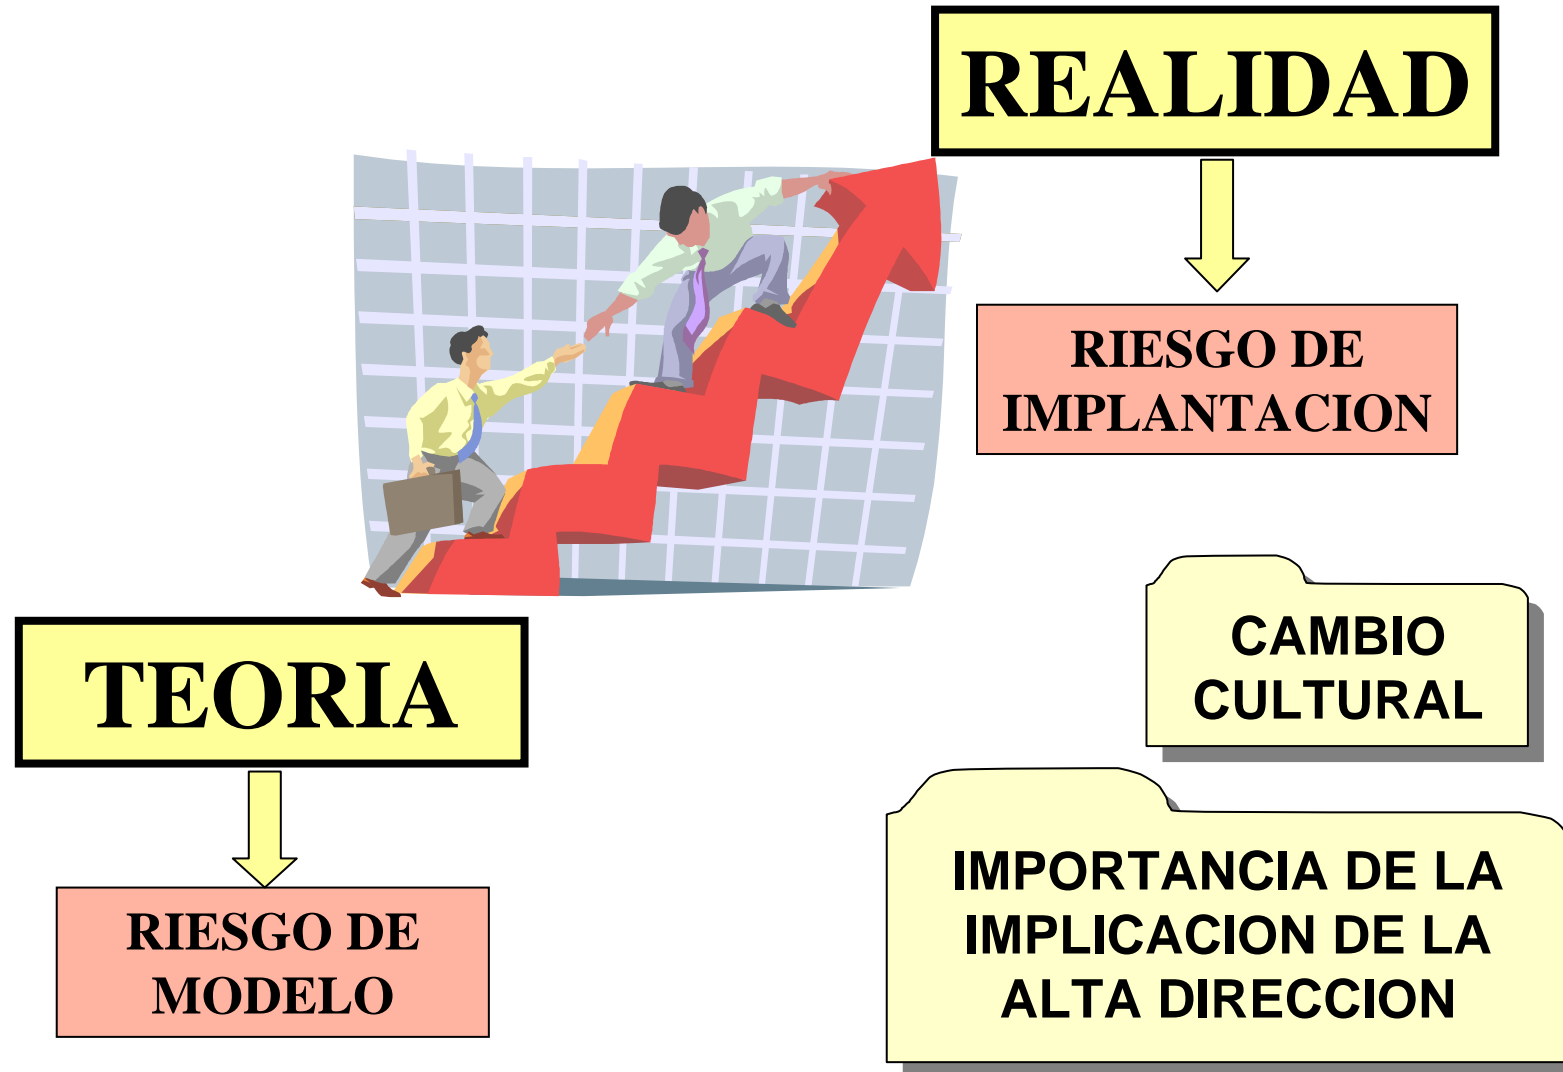 REALIDAD
RIESGO DE
IMPLANTACION
TEORIA
RIESGO DE
MODELO
CAMBIO
CULTURAL
IMPORTANCIA DE LA
IMPLICACION DE LA
ALTA DIRECCION